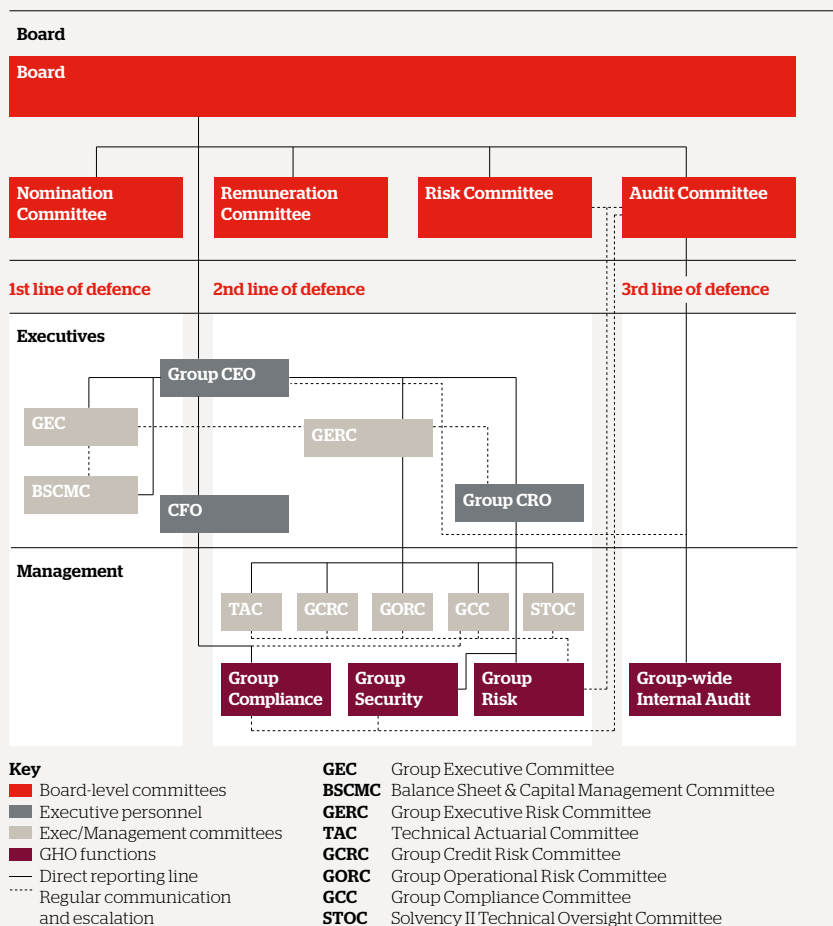 Board
Board
Nomination
Committee
Remuneration
Committee
Risk Committee
Audit Committee
1st line of defence
2nd line of defence
3rd line of defence
Executives
Group CEO
GEC
GERC
BSCMC
CFO
Group CRO
Management
TAC
GCRC
GORC
GCC
STOC
Group
Compliance
Group
Security
Group
Risk
Group-wide
Internal Audit
Key
Board-level committees
Executive personnel
Exec/Management committees
GHO functions
Direct reporting line
Regular communication
and escalation
GEC Group Executive Committee
BSCMC Balance Sheet & Capital Management Committee
GERC Group Executive Risk Committee
TAC Technical Actuarial Committee
GCRC Group Credit Risk Committee
GORC Group Operational Risk Committee
GCC Group Compliance Committee
STOC Solvency II Technical Oversight Committee